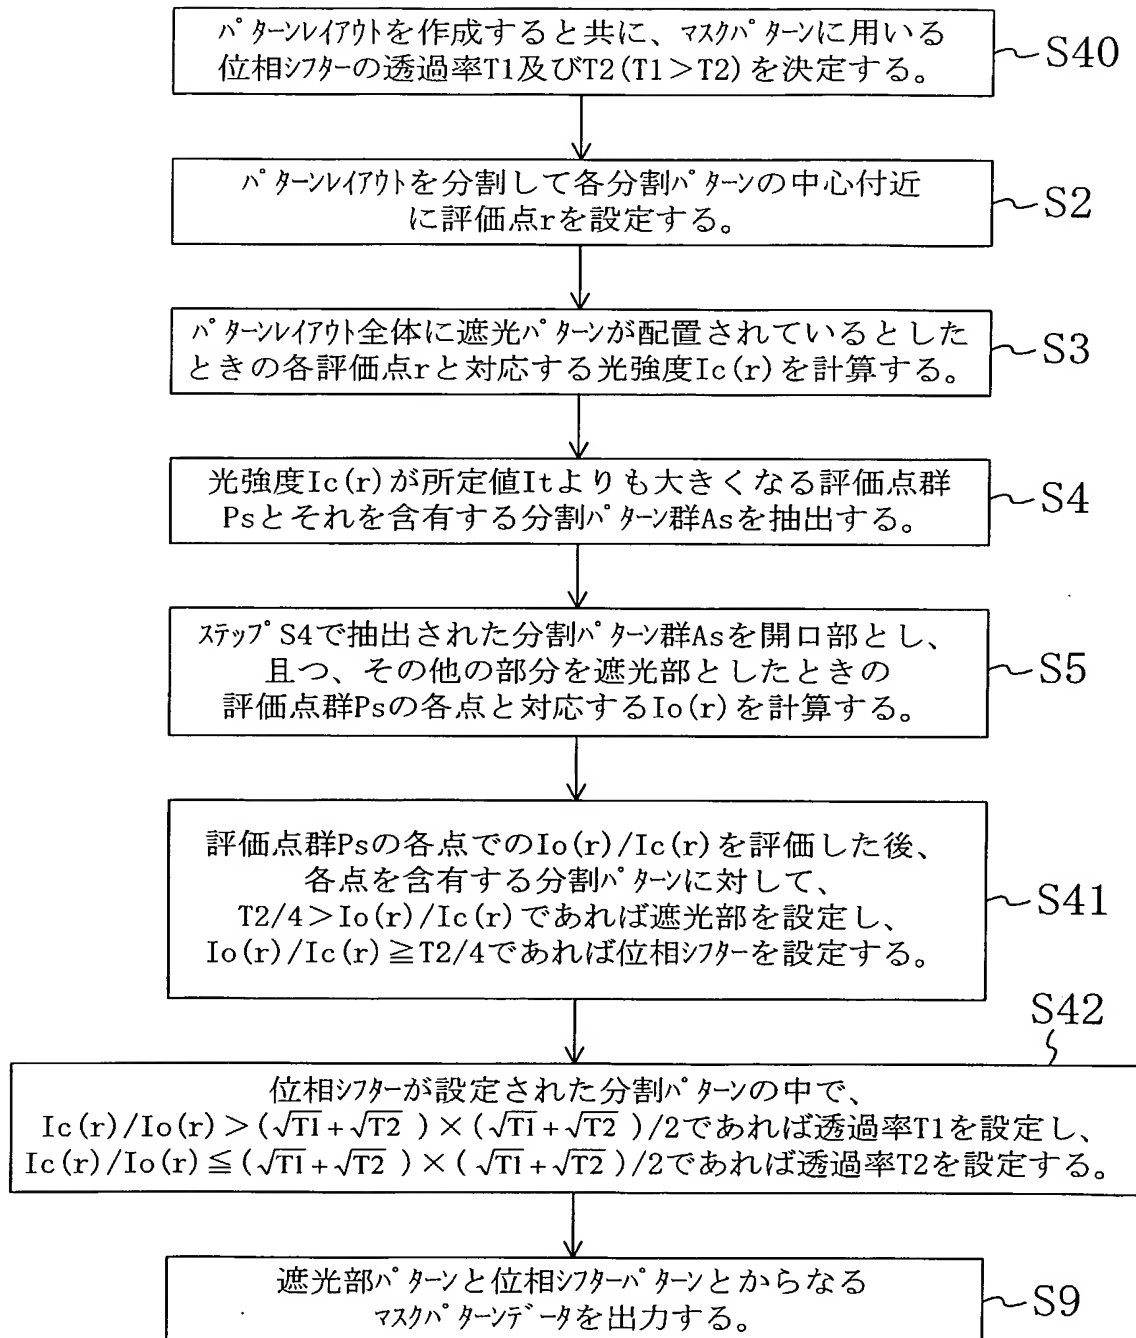 パターンレイアウトを作成すると共に、マスクパターンに用いる
位相シフターの透過率T1及びT2(T1>T2)を決定する。
S40
パターンレイアウトを分割して各分割パターンの中心付近
に評価点rを設定する。
S2
パターンレイアウト全体に遮光パターンが配置されているとした
ときの各評価点rと対応する光強度Ic(r)を計算する。
S3
光強度Ic(r)が所定値Itよりも大きくなる評価点群
Psとそれを含有する分割パターン群Asを抽出する。
S4
ステップS4で抽出された分割パターン群Asを開口部とし、
且つ、その他の部分を遮光部としたときの
評価点群Psの各点と対応するIo(r)を計算する。
S5
評価点群Psの各点でのIo(r)/Ic(r)を評価した後、
各点を含有する分割パターンに対して、
T2/4>Io(r)/Ic(r)であれば遮光部を設定し、
Io(r)/Ic(r)≧T2/4であれば位相シフターを設定する。
S41
S42
位相シフターが設定された分割パターンの中で、
Ic(r)/Io(r)>(√T1+√T2)×(√T1+√T2)/2であれば透過率T1を設定し、
Ic(r)/Io(r)≦(√T1+√T2)×(√T1+√T2)/2であれば透過率T2を設定する。
遮光部パターンと位相シフターパターンとからなる
マスクパターンデータを出力する。
S9